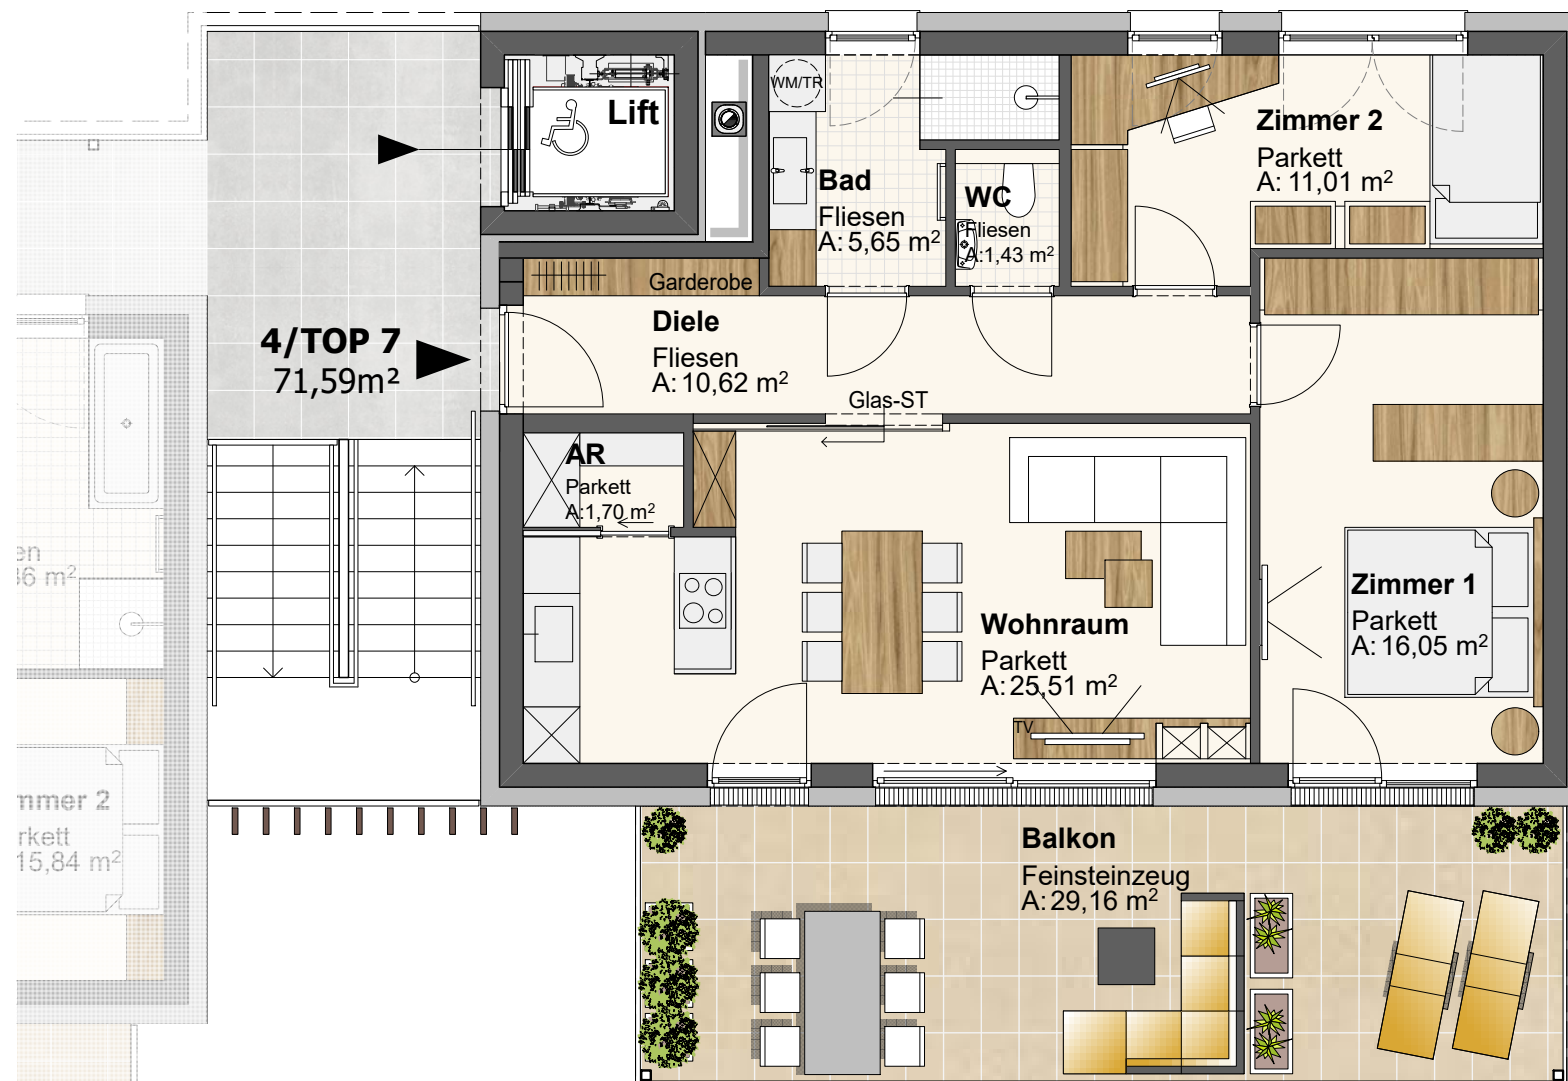 Lift
WM/TR
Bad
Fliesen
A: 5,65 m²
WC
Fliesen
A:1,43 m²
Zimmer 2
Parkett
A: 11,01 m²
Garderobe
4/TOP 7
71,59m²
Diele
Fliesen
A: 10,62 m²
Glas-ST
AR
Parkett
A:1,70 m²
Wohnraum
Parkett
A: 25,51 m²
TV
Zimmer 1
Parkett
A: 16,05 m²
en
36 m²
mmer 2
rkett
15,84 m²
Balkon
Feinsteinzeug
A: 29,16 m²